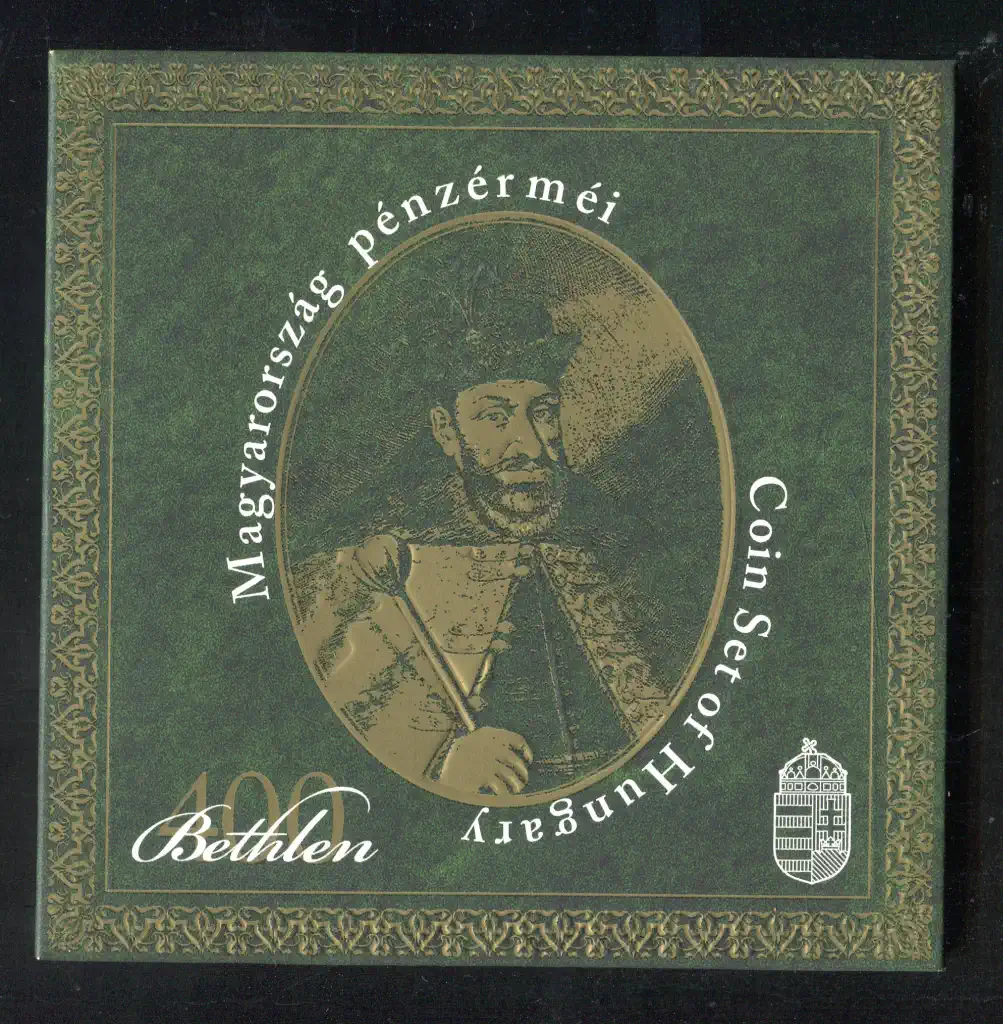 Magyarország pénzérméi
Coin Set of Hungary
400
Bethlen